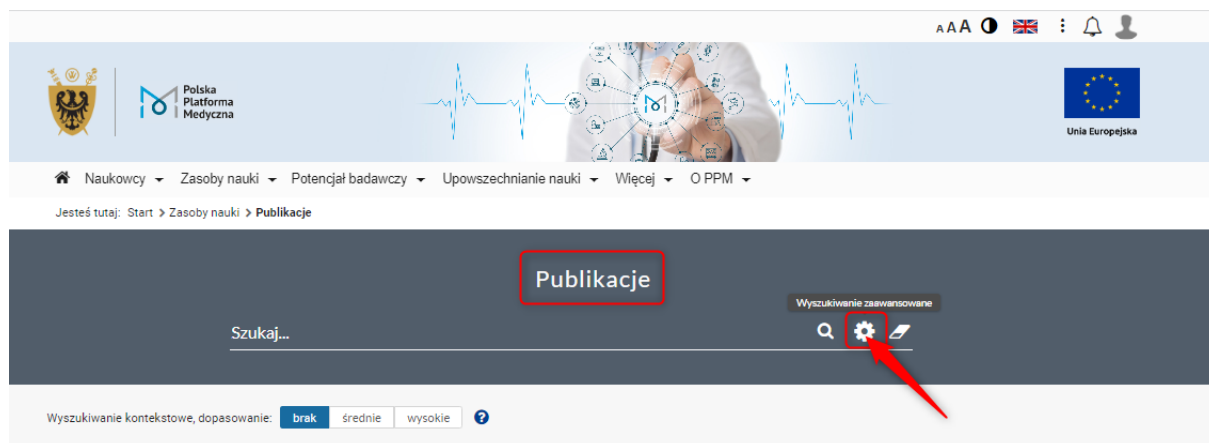 AAA
Polska
Platforma
Medyczna
Unia Europejska
Naukowcy Zasoby nauki Potencjał badawczy Upowszechnianie nauki Więcej O PPM
Jesteś tutaj: Start > Zasoby nauki > Publikacje
Publikacje
Wyszukiwanie zaawansowane
Szukaj...
Wyszukiwanie kontekstowe, dopasowanie: brak średnie wysokie ?